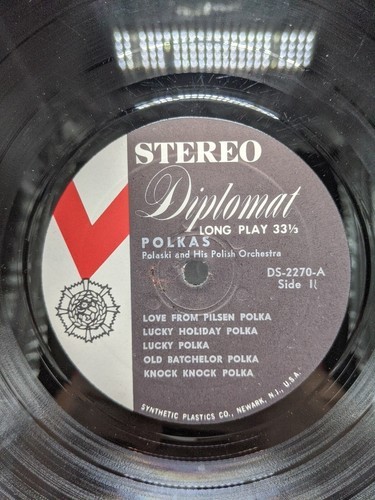 STEREO
Diplomat
LONG PLAY 33⅓
POLKAS
Polaski and His Polish Orchestra
DS-2270-A
Side 1
LOVE FROM PILSEN POLKA
LUCKY HOLIDAY POLKA
LUCKY POLKA
OLD BATCHELOR POLKA
KNOCK KNOCK POLKA
SYNTHETIC PLASTICS CO., NEWARK, N.J., U.S.A.